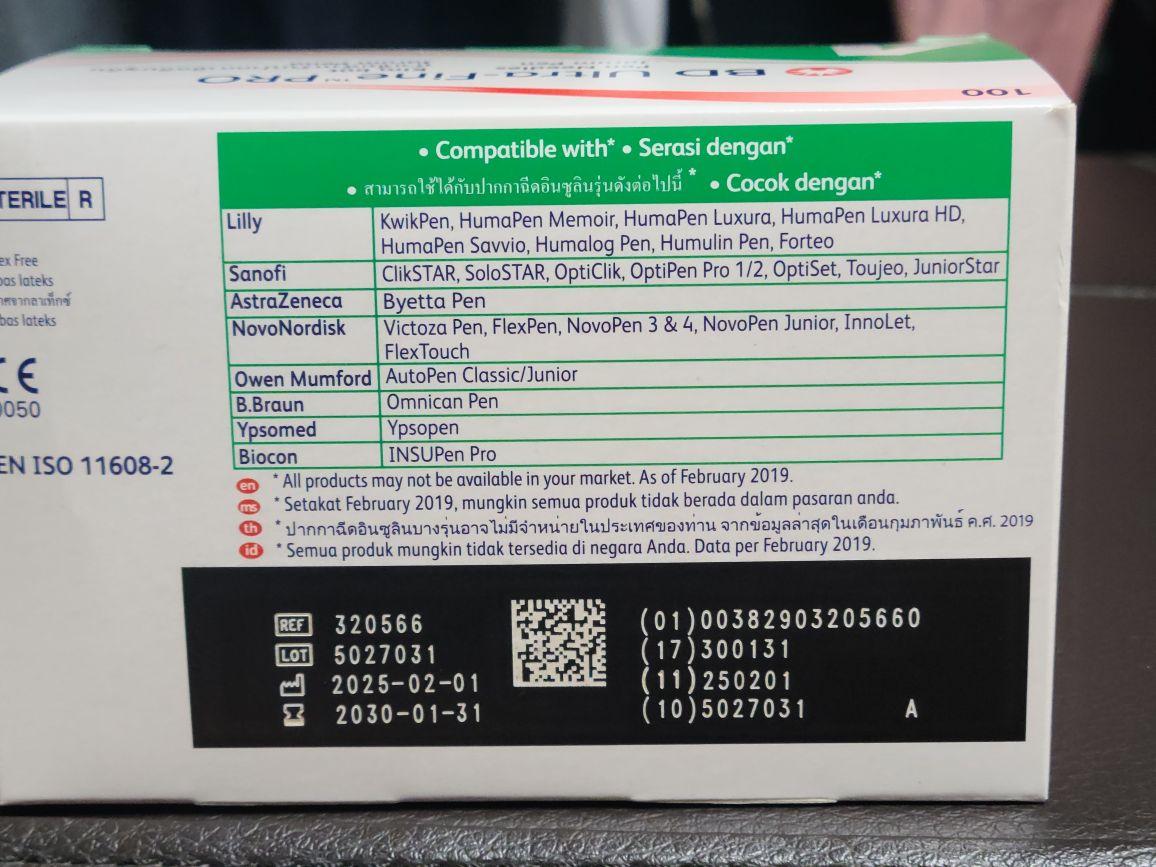 100
BD Ultra-Fine™ PRO
• Compatible with* • Serasi dengan*
• สามารถใช้ได้กับปากกาฉีดอินซูลินรุ่นดังต่อไปนี้ * • Cocok dengan*
Lilly KwikPen, HumaPen Memoir, HumaPen Luxura, HumaPen Luxura HD,
HumaPen Savvio, Humalog Pen, Humulin Pen, Forteo
Sanofi ClikSTAR, SoloSTAR, OptiClik, OptiPen Pro 1/2, OptiSet, Toujeo, JuniorStar
AstraZeneca Byetta Pen
NovoNordisk Victoza Pen, FlexPen, NovoPen 3 & 4, NovoPen Junior, InnoLet,
FlexTouch
Owen Mumford AutoPen Classic/Junior
B.Braun Omnican Pen
Ypsomed Ypsopen
Biocon INSUPen Pro
en * All products may not be available in your market. As of February 2019.
ms * Setakat February 2019, mungkin semua produk tidak berada dalam pasaran anda.
th * ปากกาฉีดอินซูลินบางรุ่นอาจไม่มีจำหน่ายในประเทศของท่าน จากข้อมูลล่าสุดในเดือนกุมภาพันธ์ ค.ศ. 2019
id * Semua produk mungkin tidak tersedia di negara Anda. Data per February 2019.
TERILE R
ex Free
bas lateks
bas lateks
CE
0050
EN ISO 11608-2
REF 320566
LOT 5027031
2025-02-01
2030-01-31
(01)00382903205660
(17)300131
(11)250201
(10)5027031 A